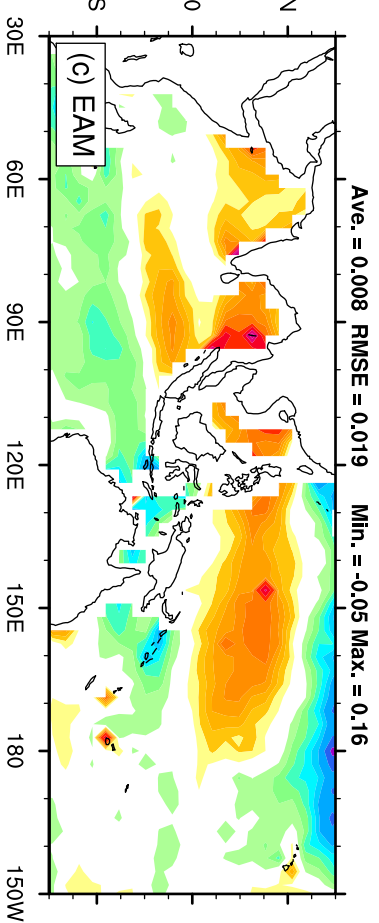 Ave. = 0.008 RMSE = 0.019 Min. = -0.05 Max. = 0.16
N
0
S
(c) EAM
30E 60E 90E 120E 150E 180 150W